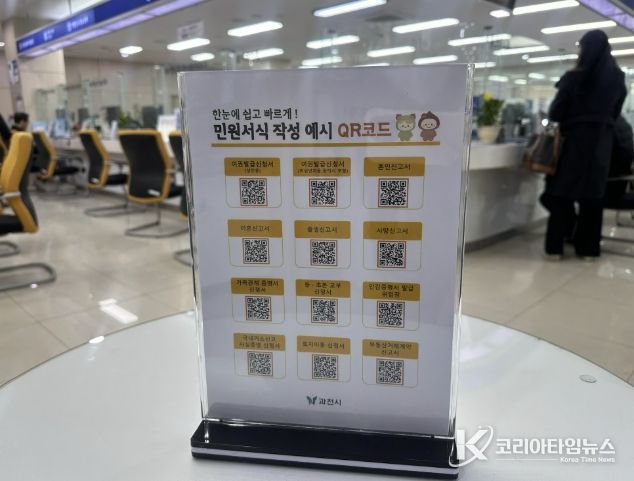 한눈에 쉽고 빠르게!
민원서식 작성 예시 QR코드
여권발급신청서
여권발급신청서
혼인신고서
이혼신고서
출생신고서
사망신고서
가족관계 증명서
신청서
등·초본 교부
신청서
인감증명서 발급
위임장
국내거소신고
사실증명 신청서
토지이동 신청서
부동산거래계약
신고서
과천시
코리아타임뉴스
Korea Time News